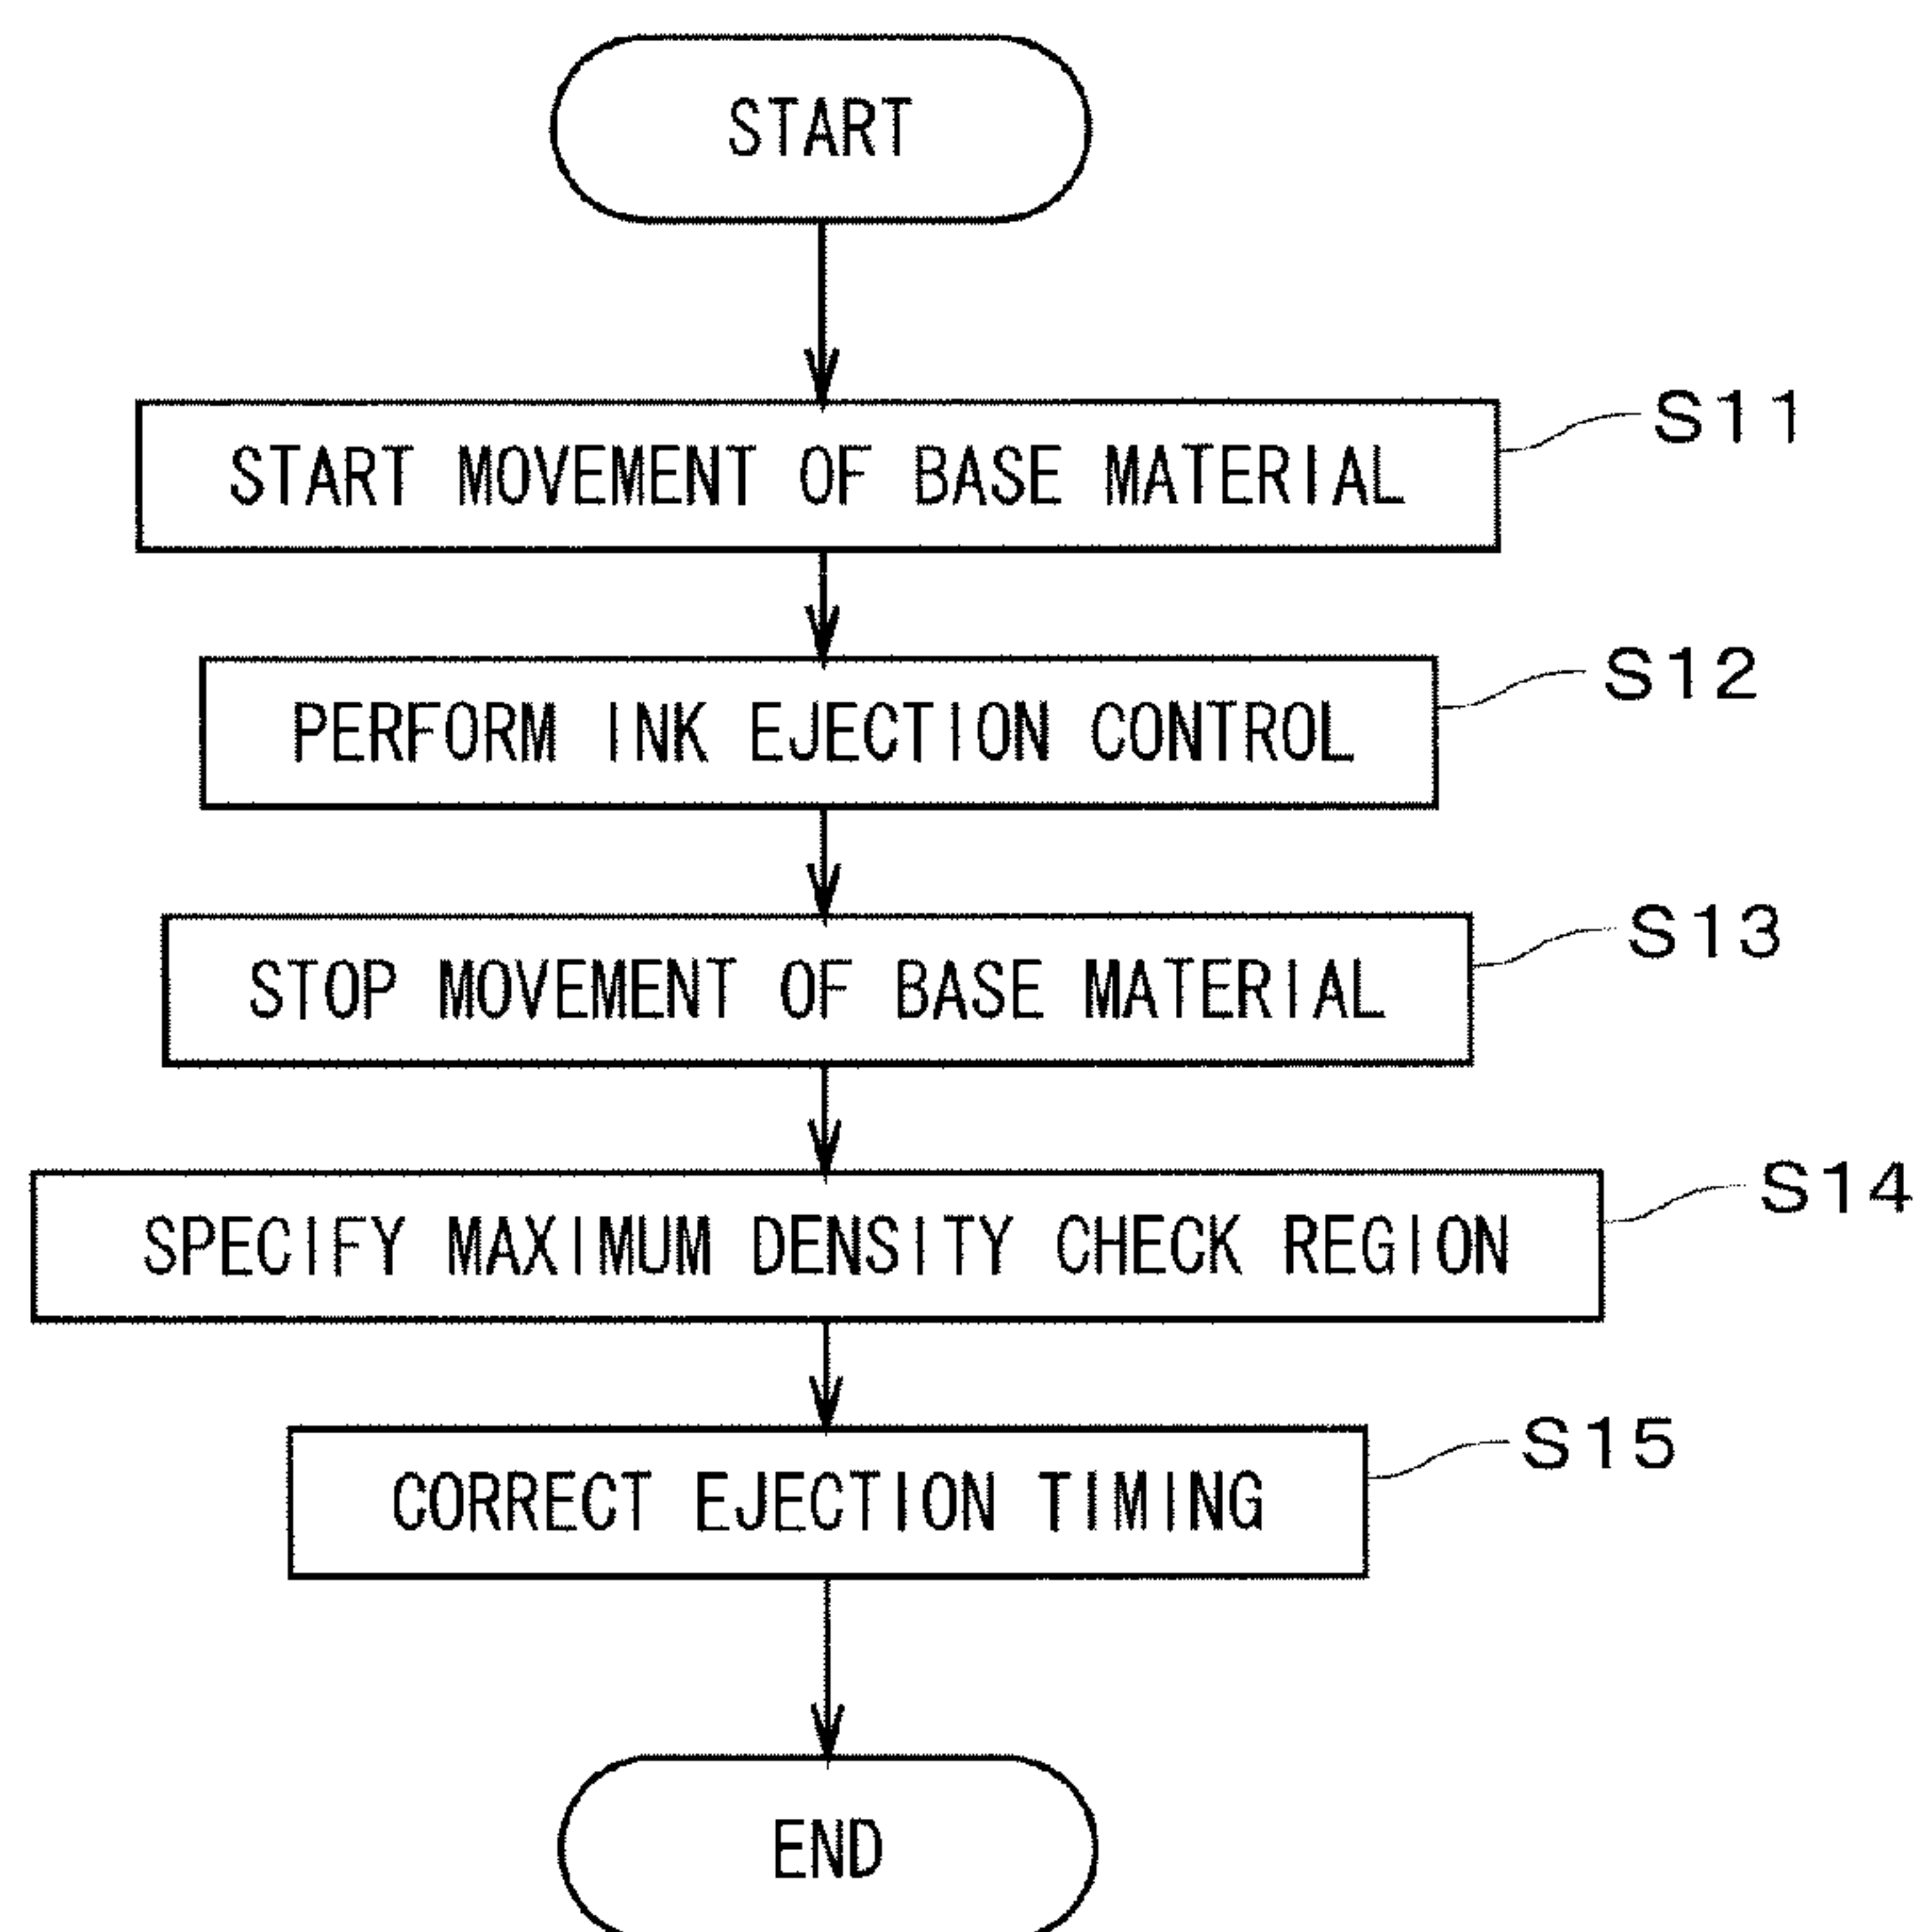 START
START MOVEMENT OF BASE MATERIAL S11
PERFORM INK EJECTION CONTROL S12
STOP MOVEMENT OF BASE MATERIAL S13
SPECIFY MAXIMUM DENSITY CHECK REGION S14
CORRECT EJECTION TIMING S15
END